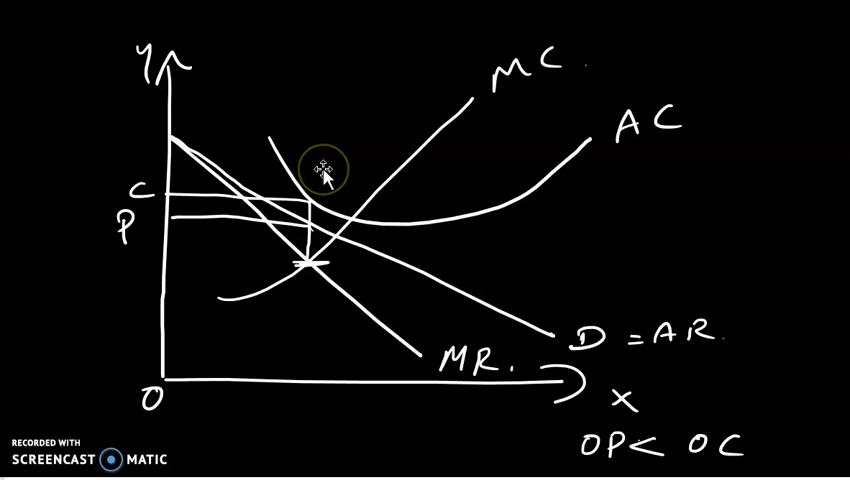 Y
MC
AC
C
P
D = AR.
MR.
O
X
OP < OC
RECORDED WITH
SCREENCAST MATIC